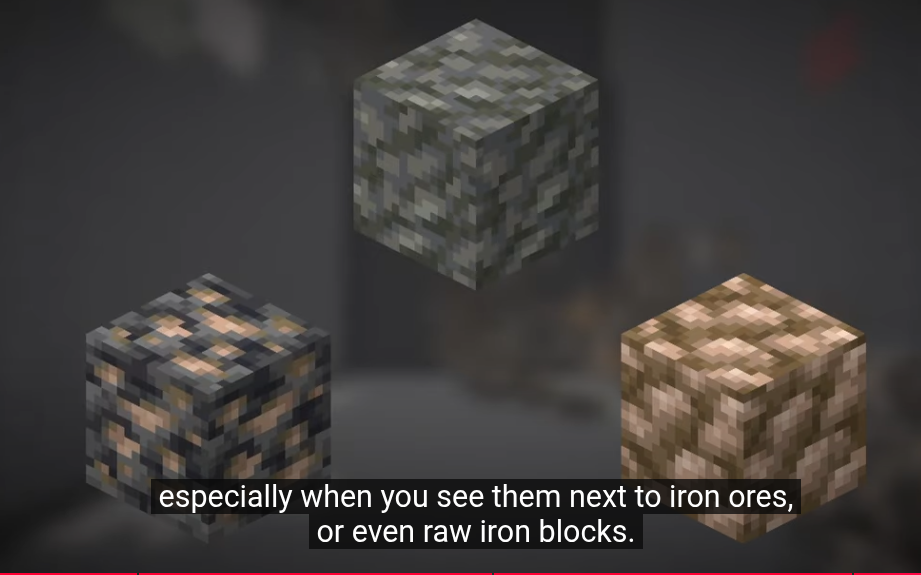 especially when you see them next to iron ores,
or even raw iron blocks.